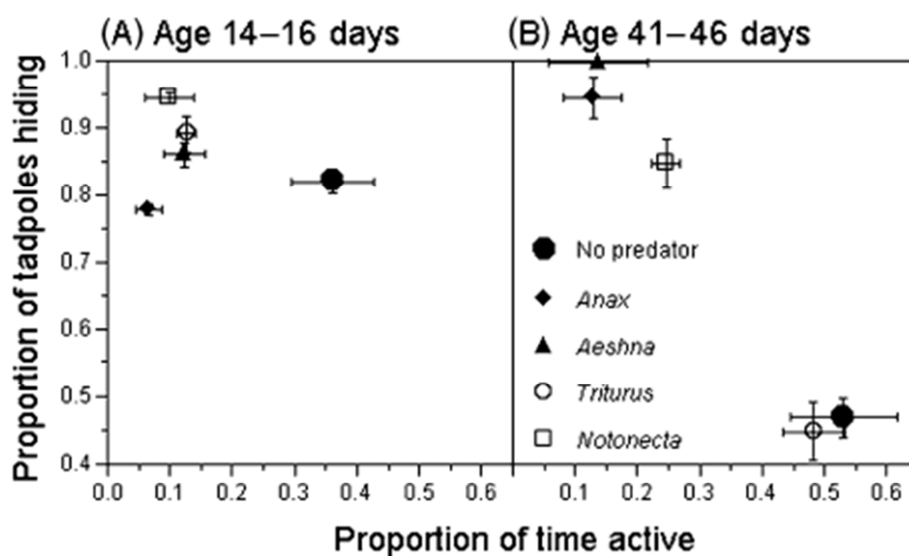 (A) Age 14–16 days
(B) Age 41–46 days
Proportion of tadpoles hiding
1.0
0.9
0.8
0.7
0.6
0.5
0.4
No predator
Anax
Aeshna
Triturus
Notonecta
0.0 0.1 0.2 0.3 0.4 0.5 0.6
0.1 0.2 0.3 0.4 0.5 0.6
Proportion of time active